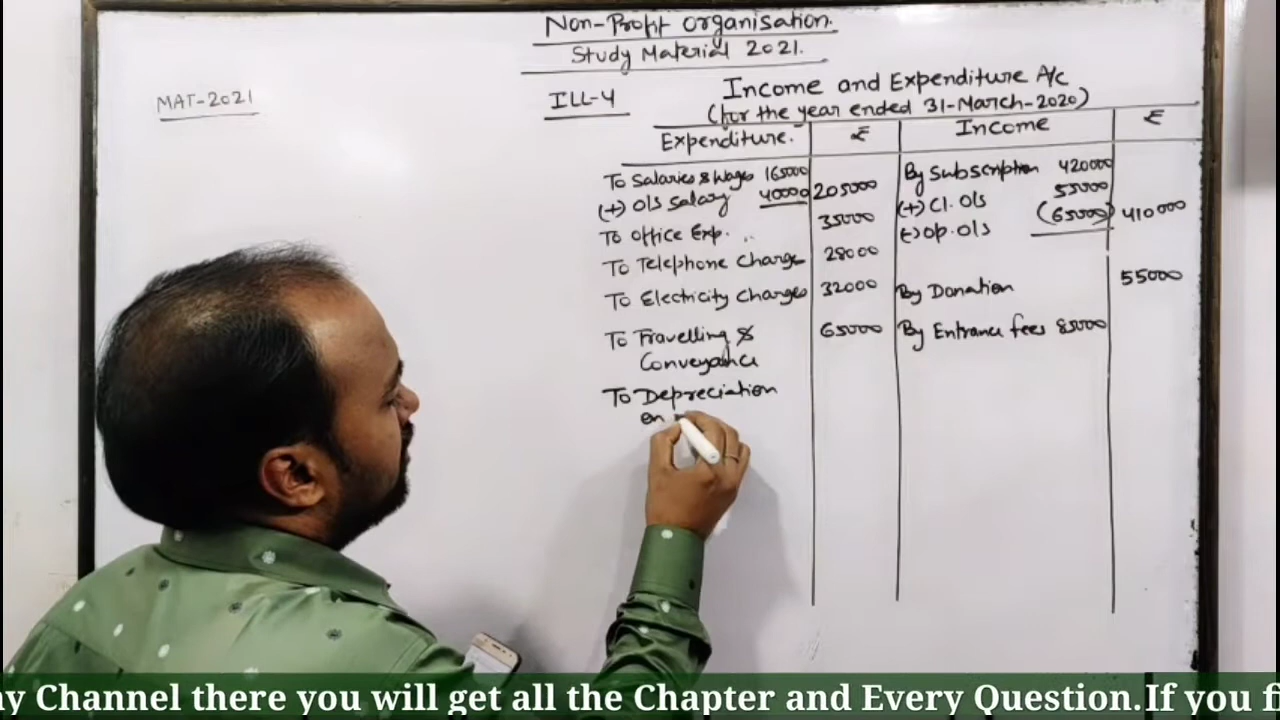 Non-Profit Organisation.
Study Material 2021.
MAT-2021
ILL-4
Income and Expenditure A/c
(for the year ended 31-March-2020)
Expenditure. ₹ Income ₹
To Salaries & Wages 165000
(+) O/s Salary 40000 205000
To Office Exp. 35000
To Telephone Charge 28000
To Electricity Charges 32000
To Travelling & 65000
Conveyance
To Depreciation
on
By Subscription 420000
(+) Cl. O/s 55000
(-) Op. O/s (65000) 410000
By Donation 55000
By Entrance fees 85000
ny Channel there you will get all the Chapter and Every Question.If you f